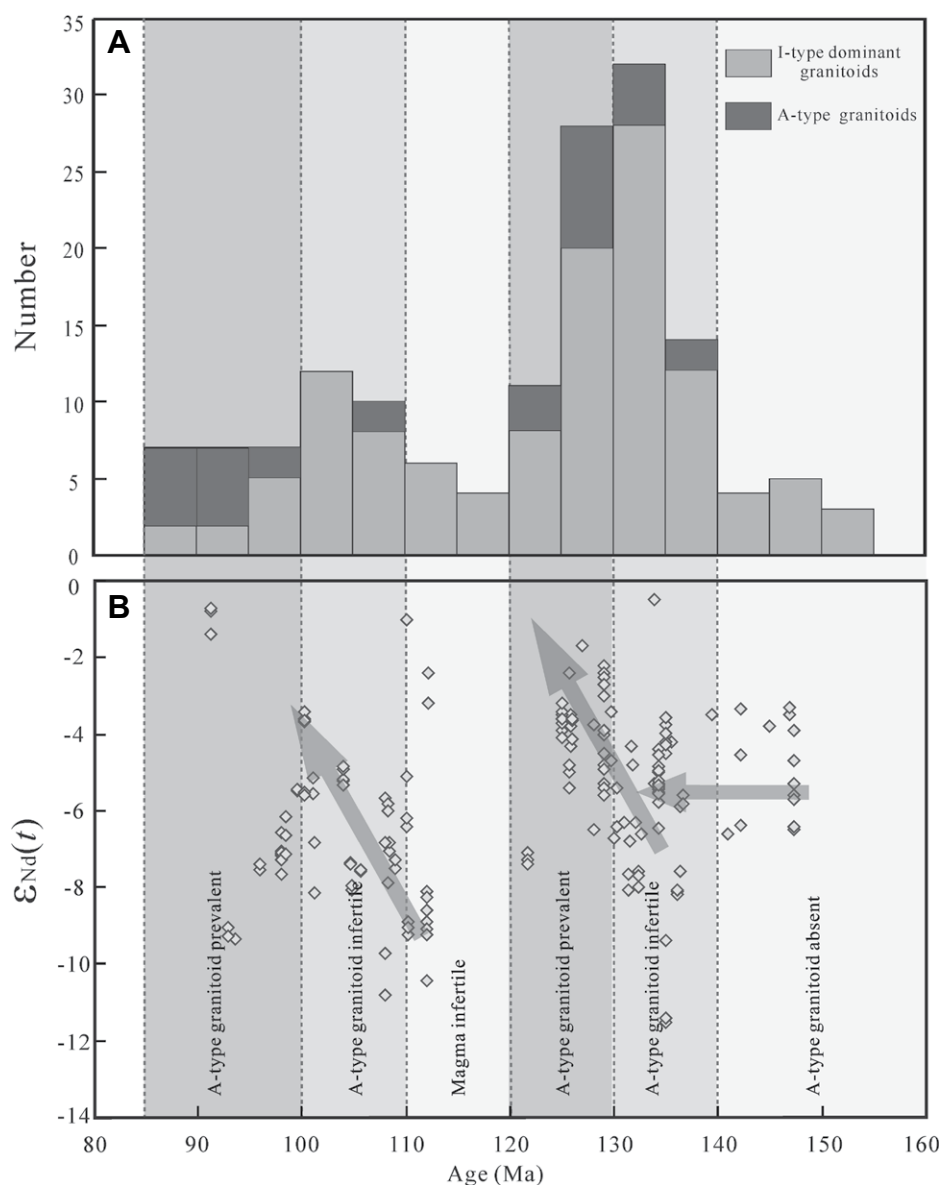 A
I-type dominant
granitoids
A-type granitoids
35
30
25
20
15
10
5
0
Number
B
0
-2
-4
-6
-8
-10
-12
-14
εNd(t)
A-type granitoid prevalent
A-type granitoid infertile
Magma infertile
A-type granitoid prevalent
A-type granitoid infertile
A-type granitoid absent
80 90 100 110 120 130 140 150 160
Age (Ma)